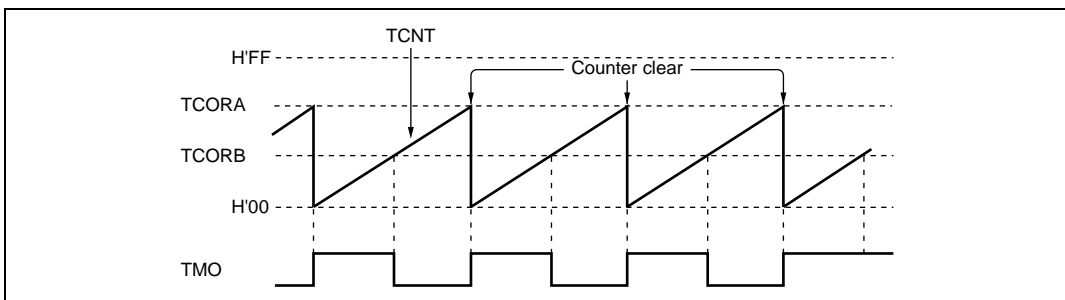 TCNT
H'FF
Counter clear
TCORA
TCORB
H'00
TMO